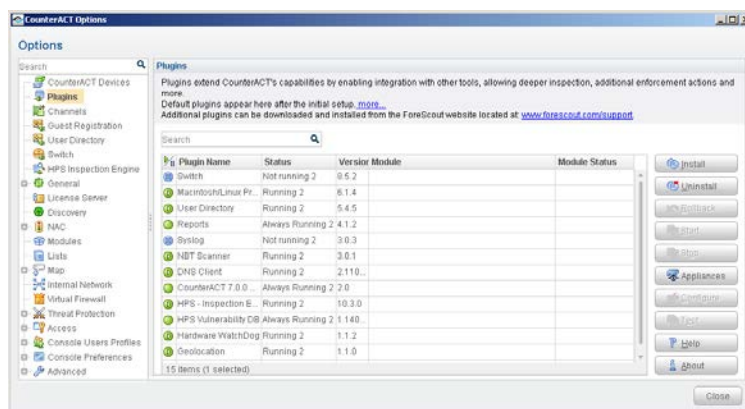 CounterACT Options
Options
Search
CounterACT Devices
Plugins
Channels
Guest Registration
User Directory
Switch
HPS Inspection Engine
General
License Server
Discovery
NAC
Modules
Lists
Map
Internal Network
Virtual Firewall
Threat Protection
Access
Console Users Profiles
Console Preferences
Advanced
Plugins
Plugins extend CounterACT's capabilities by enabling integration with other tools, allowing deeper inspection, additional enforcement actions and
more.
Default plugins appear here after the initial setup. more...
Additional plugins can be downloaded and installed from the ForeScout website located at: www.forescout.com/support
Search
Plugin Name Status Version Module Module Status
Switch Not running 2 8.5.2
Macintosh/Linux Pr... Running 2 6.1.4
User Directory Running 2 5.4.5
Reports Always Running 2 4.1.2
Syslog Not running 2 3.0.3
NBT Scanner Running 2 3.0.1
DNS Client Running 2 2.110...
CounterACT 7.0.0 ... Always Running 2 2.0
HPS - Inspection E... Running 2 10.3.0
HPS Vulnerability DB Always Running 2 1.140...
Hardware WatchDog Running 2 1.1.2
Geolocation Running 2 1.1.0
15 items (1 selected)
Install
Uninstall
Rollback
Start
Stop
Appliances
Configure
Test
Help
About
Close